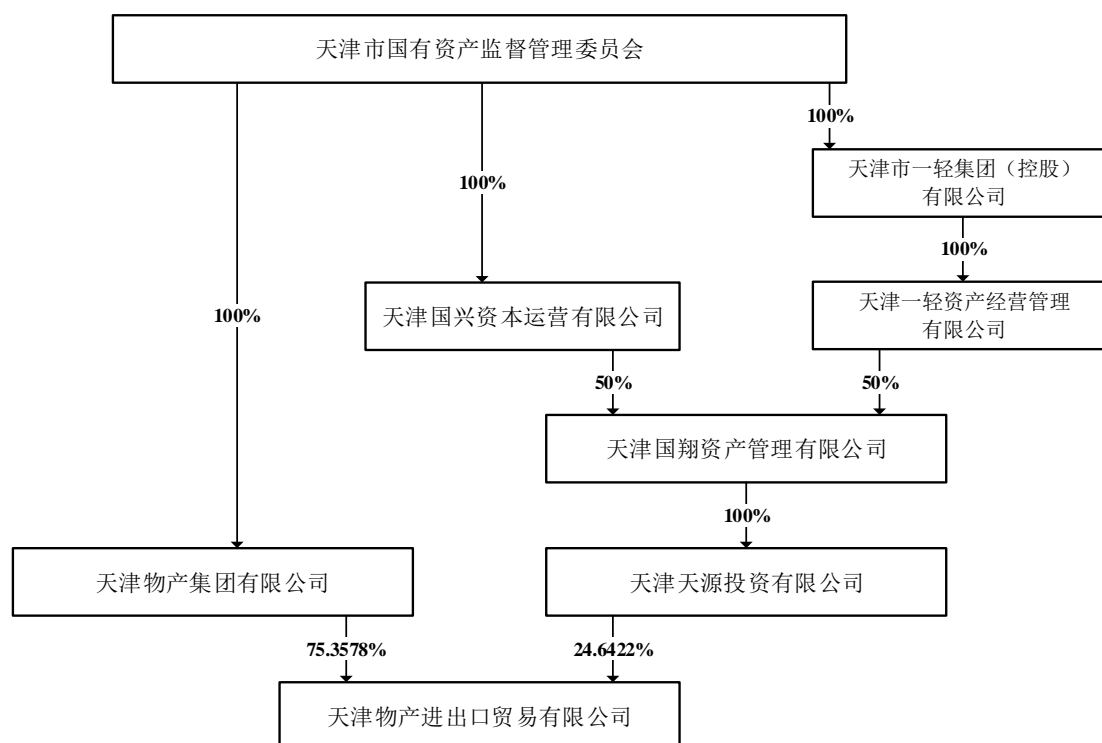 天津市国有资产监督管理委员会
100%
天津市一轻集团（控股）
有限公司
100%
100%
天津国兴资本运营有限公司
天津一轻资产经营管理
有限公司
100%
50%
50%
天津国翔资产管理有限公司
100%
天津物产集团有限公司
天津天源投资有限公司
75.3578%
24.6422%
天津物产进出口贸易有限公司